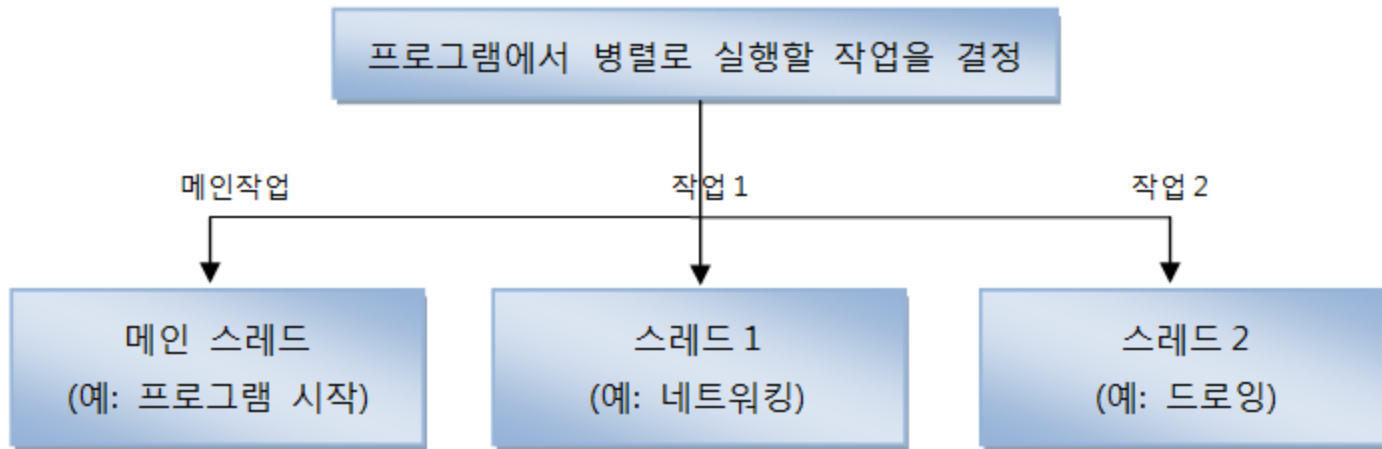 프로그램에서 병렬로 실행할 작업을 결정
메인작업
작업 1
작업 2
메인 스레드
(예: 프로그램 시작)
스레드 1
(예: 네트워킹)
스레드 2
(예: 드로잉)